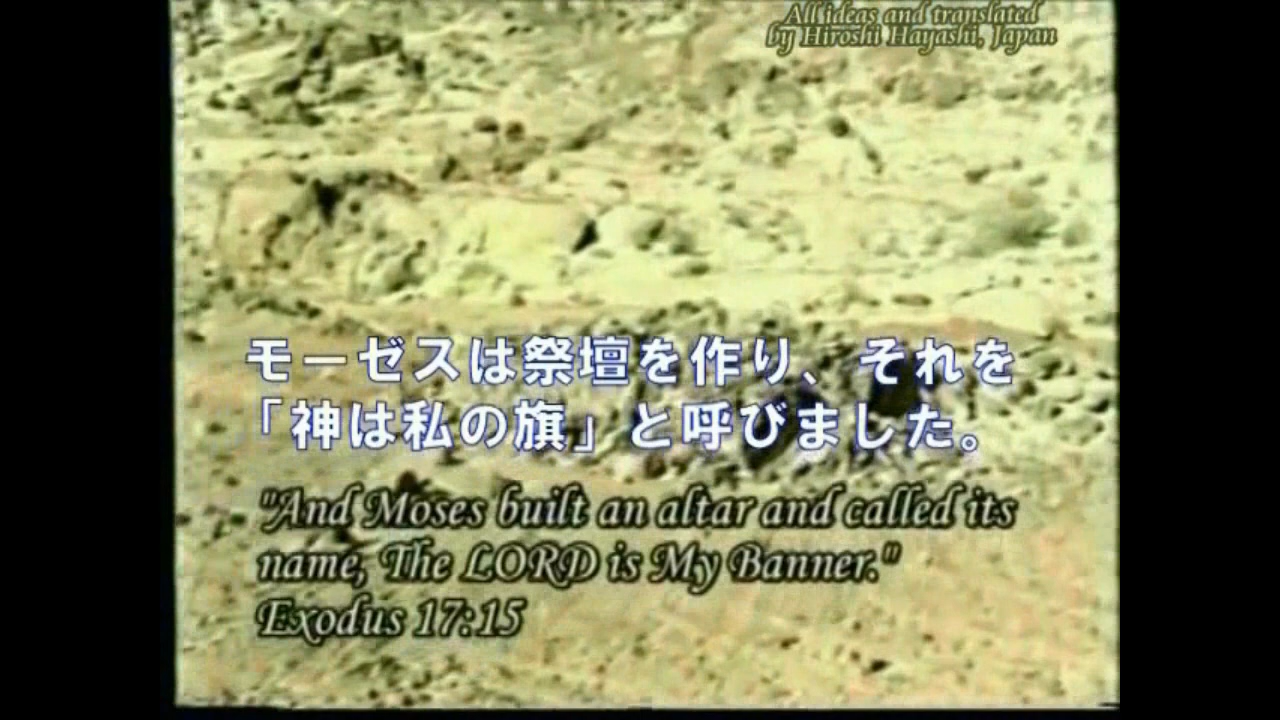 All ideas and translated
by Hiroshi Hayashi, Japan
モーゼスは祭壇を作り、それを
「神は私の旗」と呼びました。
"And Moses built an altar and called its
name, The LORD is My Banner."
Exodus 17:15